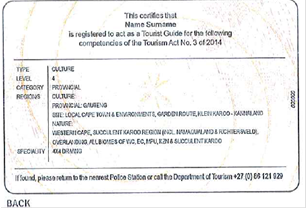 This certifies that
Name Surname
is registered to act as a Tourist Guide for the following
competencies of the Tourism Act No. 3 of 2014
TYPE CULTURE
LEVEL 4
CATEGORY PROVINCIAL
REGIONS CULTURE:
PROVINCIAL: GAUTENG
SITE: LOCAL CAPE TOWN & ENVIRONMENTS, GARDEN ROUTE, KLEIN KAROO - KANNALAND
NATURE:
WESTERN CAPE, SUCCULENT KAROO REGION (INCL. NAMAQUALAND & RICHTERSVELD),
OVERLANDING, ALL BIOMES OF WC, EC, MPU, KZN & SUCCULENT KAROO
SPECIALITY 4X4 DRIVING
If found, please return to the nearest Police Station or call the Department of Tourism +27 (0) 86 121 929
BACK